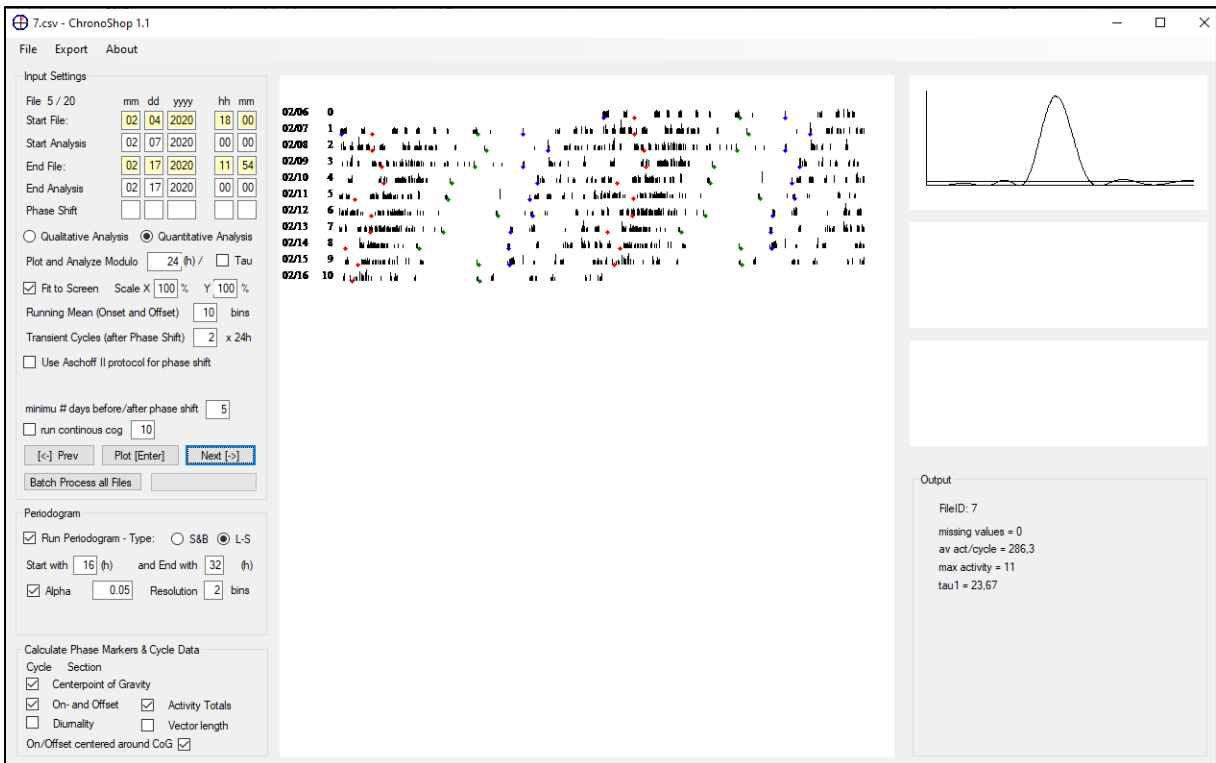 7.csv - ChronoShop 1.1
File Export About
Input Settings
File 5 / 20 mm dd yyyy hh mm
Start File: 02 04 2020 18 00
Start Analysis 02 07 2020 00 00
End File: 02 17 2020 11 54
End Analysis 02 17 2020 00 00
Phase Shift
Qualitative Analysis Quantitative Analysis
Plot and Analyze Modulo 24 (h) / Tau
Fit to Screen Scale X 100 % Y 100 %
Running Mean (Onset and Offset) 10 bins
Transient Cycles (after Phase Shift) 2 x 24h
Use Aschoff II protocol for phase shift
minimu # days before/after phase shift 5
run continous cog 10
[<-] Prev Plot [Enter] Next [->]
Batch Process all Files
Periodogram
Run Periodogram - Type: S&B L-S
Start with 16 (h) and End with 32 (h)
Alpha 0.05 Resolution 2 bins
Calculate Phase Markers & Cycle Data
Cycle Section
Centerpoint of Gravity
On- and Offset Activity Totals
Diurnality Vector length
On/Offset centered around CoG
02/06 0
02/07 1
02/08 2
02/09 3
02/10 4
02/11 5
02/12 6
02/13 7
02/14 8
02/15 9
02/16 10
Output
FileID: 7
missing values = 0
av act/cycle = 286,3
max activity = 11
tau1 = 23,67